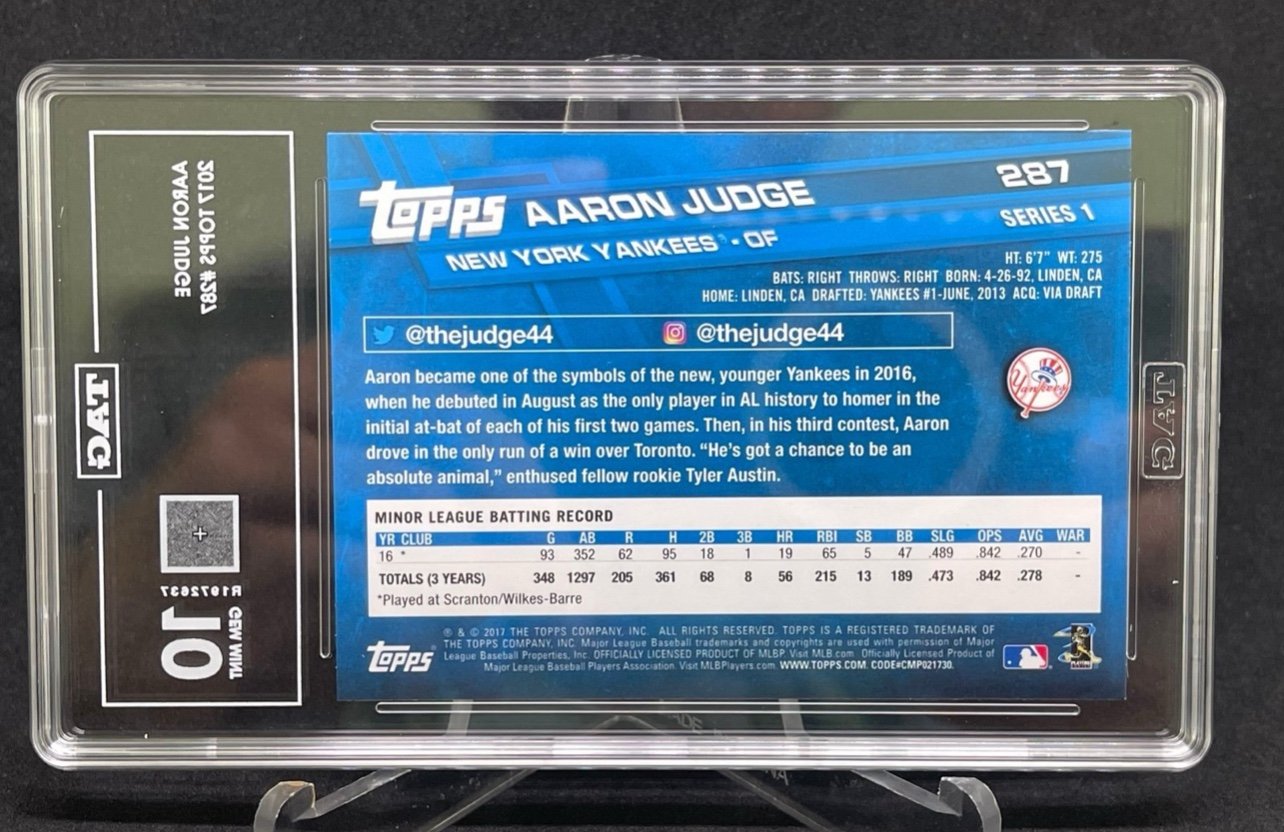 2017 TOPPS #287
AARON JUDGE
TAG
R1972637
GEM MINT
10
TOPPS AARON JUDGE 287
NEW YORK YANKEES - OF SERIES 1
HT: 6'7" WT: 275
BATS: RIGHT THROWS: RIGHT BORN: 4-26-92, LINDEN, CA
HOME: LINDEN, CA DRAFTED: YANKEES #1-JUNE, 2013 ACQ: VIA DRAFT
@thejudge44 @thejudge44
Yankees
Aaron became one of the symbols of the new, younger Yankees in 2016,
when he debuted in August as the only player in AL history to homer in the
initial at-bat of each of his first two games. Then, in his third contest, Aaron
drove in the only run of a win over Toronto. “He’s got a chance to be an
absolute animal,” enthused fellow rookie Tyler Austin.
MINOR LEAGUE BATTING RECORD
YR CLUB G AB R H 2B 3B HR RBI SB BB SLG OPS AVG WAR
16 * 93 352 62 95 18 1 19 65 5 47 .489 .842 .270 -
TOTALS (3 YEARS) 348 1297 205 361 68 8 56 215 13 189 .473 .842 .278 -
*Played at Scranton/Wilkes-Barre
TOPPS
® & © 2017 THE TOPPS COMPANY, INC. ALL RIGHTS RESERVED. TOPPS IS A REGISTERED TRADEMARK OF
THE TOPPS COMPANY, INC. Major League Baseball trademarks and copyrights are used with permission of Major
League Baseball Properties, Inc. OFFICIALLY LICENSED PRODUCT OF MLBP. Visit MLB.com Officially Licensed Product of
Major League Baseball Players Association. Visit MLBPlayers.com. WWW.TOPPS.COM. CODE#CMP021730.
TAG